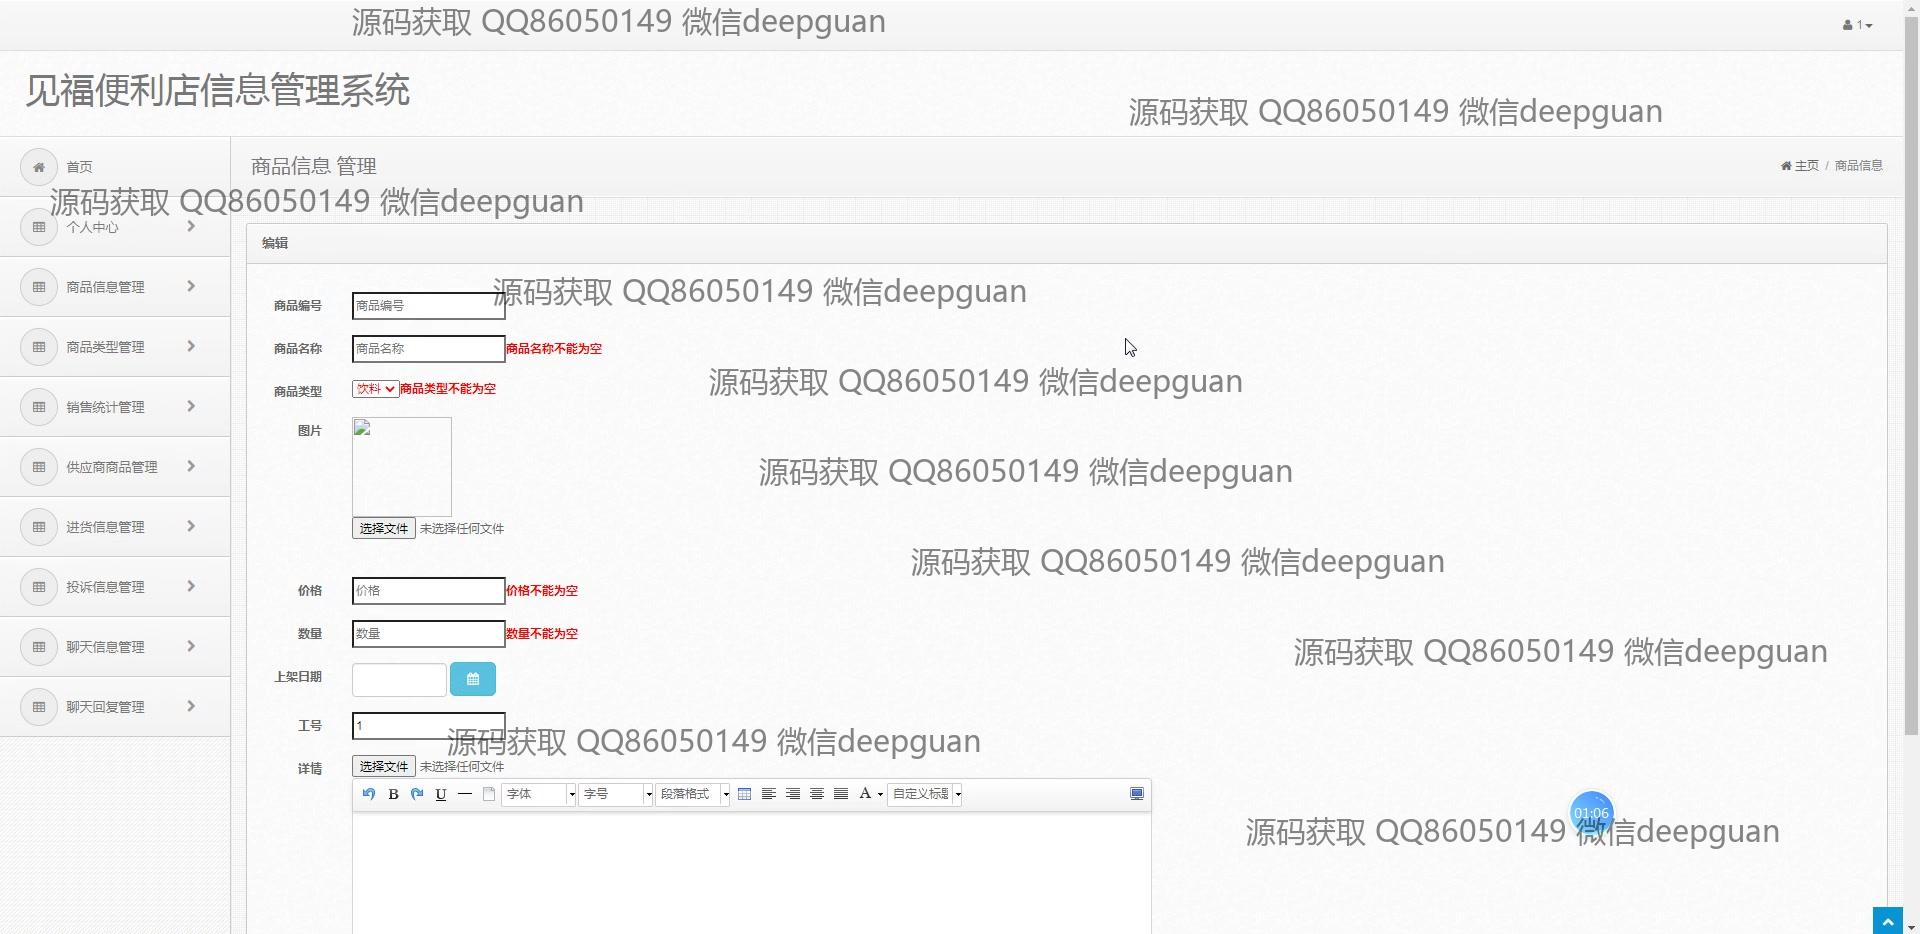 源码获取 QQ86050149 微信deepguan
1
见福便利店信息管理系统
源码获取 QQ86050149 微信deepguan
首页
商品信息 管理
主页 / 商品信息
源码获取 QQ86050149 微信deepguan
个人中心
编辑
商品信息管理
源码获取 QQ86050149 微信deepguan
商品编号 商品编号
商品类型管理
商品名称 商品名称 商品名称不能为空
源码获取 QQ86050149 微信deepguan
商品类型 饮料 商品类型不能为空
销售统计管理
图片
供应商商品管理
源码获取 QQ86050149 微信deepguan
进货信息管理
选择文件 未选择任何文件
源码获取 QQ86050149 微信deepguan
投诉信息管理
价格 价格 价格不能为空
聊天信息管理
数量 数量 数量不能为空
源码获取 QQ86050149 微信deepguan
上架日期
聊天回复管理
工号 1
源码获取 QQ86050149 微信deepguan
详情 选择文件 未选择任何文件
B U 字体 字号 段落格式 A 自定义标题
01:06
源码获取 QQ86050149 微信deepguan